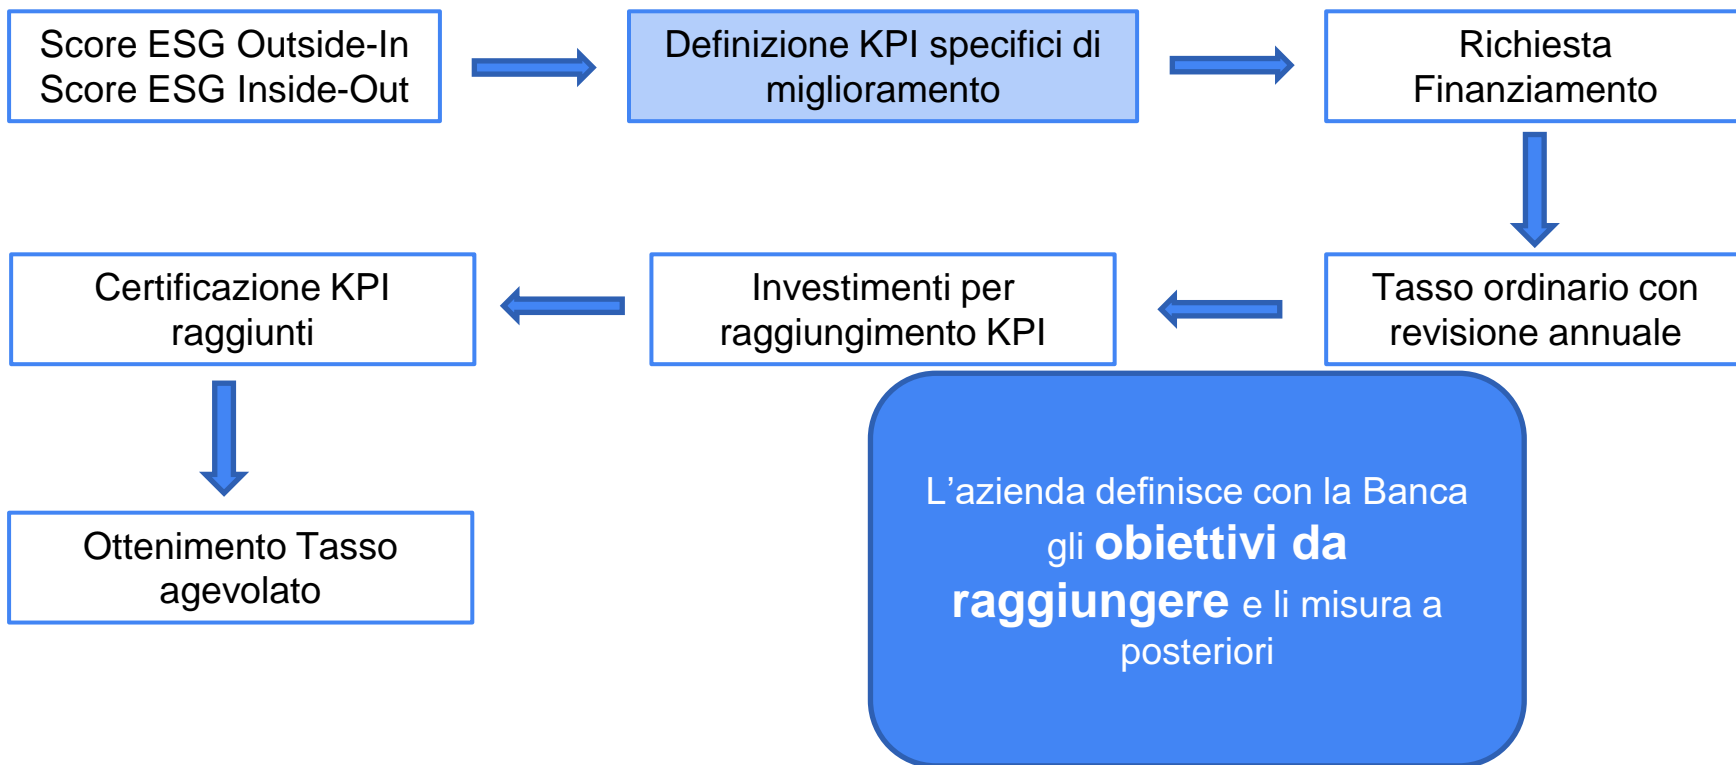 Score ESG Outside-In
Score ESG Inside-Out
Definizione KPI specifici di
miglioramento
Richiesta
Finanziamento
Certificazione KPI
raggiunti
Investimenti per
raggiungimento KPI
Tasso ordinario con
revisione annuale
Ottenimento Tasso
agevolato
L’azienda definisce con la Banca
gli obiettivi da
raggiungere e li misura a
posteriori